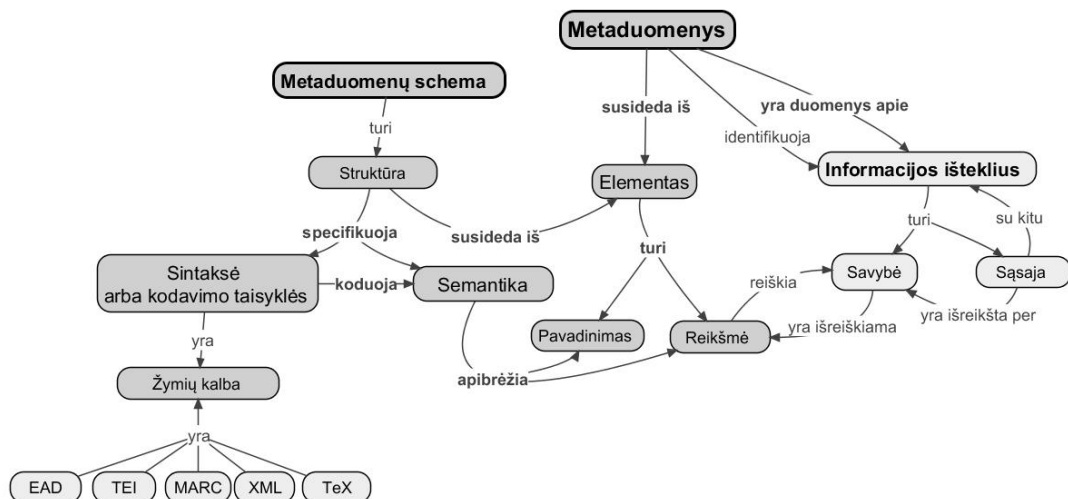 Metaduomenys
Metaduomenų schema
susideda iš
yra duomenys apie
turi
identifikuoja
Struktūra
Elementas
Informacijos išteklius
specifikuoja
susideda iš
turi
turi
su kitu
Sintaksė
arba kodavimo taisyklės
koduoja
Semantika
reiškia
Savybė
Sąsaja
yra
Pavadinimas
Reikšmė
yra išreiškiama
yra išreikšta per
apibrėžia
Žymių kalba
yra
EAD
TEI
MARC
XML
TeX